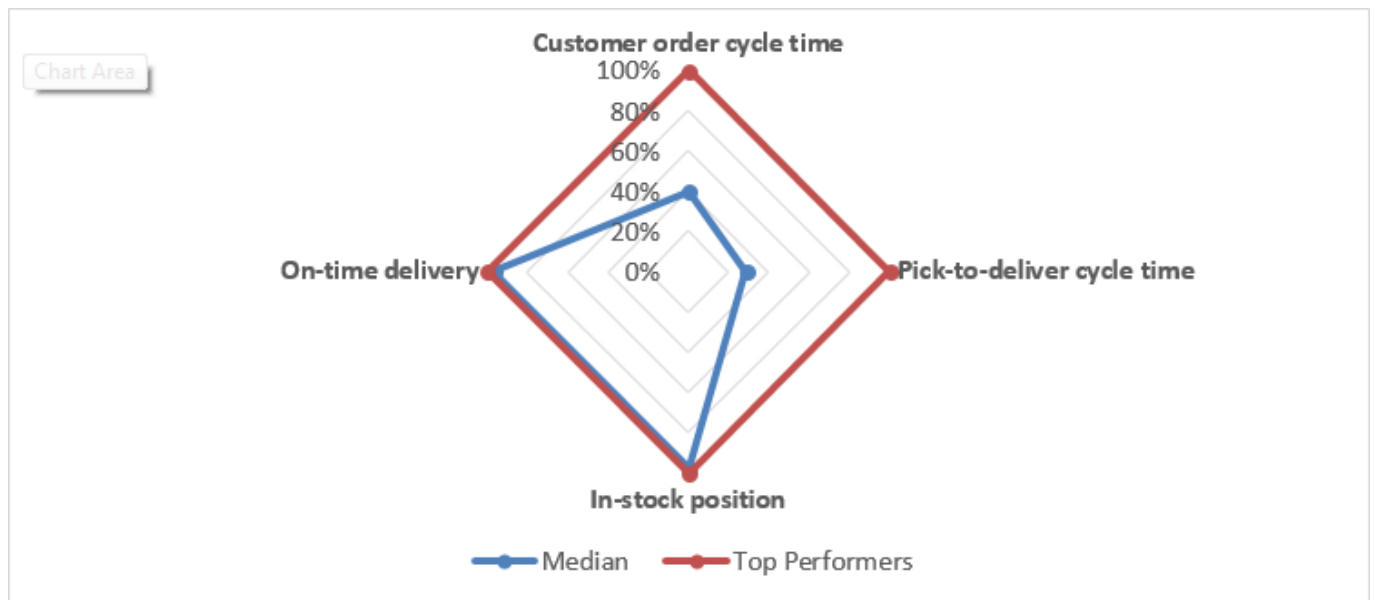 Customer order cycle time
Chart Area
100%
80%
60%
40%
20%
0%
On-time delivery
Pick-to-deliver cycle time
In-stock position
Median
Top Performers